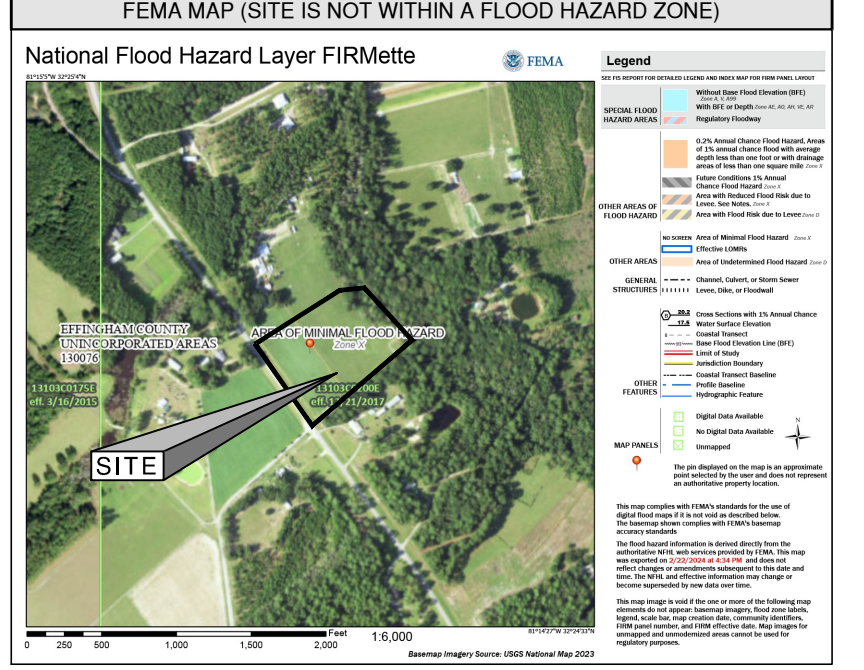 FEMA MAP (SITE IS NOT WITHIN A FLOOD HAZARD ZONE)
National Flood Hazard Layer FIRMette
FEMA
81°15'5"W 32°25'4"N
EFFINGHAM COUNTY
UNINCORPORATED AREAS
130076
AREA OF MINIMAL FLOOD HAZARD
Zone X
13103C0175E
eff. 3/16/2015
SITE
81°14'27"W 32°24'33"N
Feet
1:6,000
0 250 500 1,000 1,500 2,000
Basemap Imagery Source: USGS National Map 2023
Legend
SEE FIS REPORT FOR DETAILED LEGEND AND INDEX MAP FOR FIRM PANEL LAYOUT
SPECIAL FLOOD
HAZARD AREAS
Without Base Flood Elevation (BFE)
Zone A, V, A99
With BFE or Depth Zone AE, AO, AH, VE, AR
Regulatory Floodway
0.2% Annual Chance Flood Hazard, Areas
of 1% annual chance flood with average
depth less than one foot or with drainage
areas of less than one square mile Zone X
Future Conditions 1% Annual
Chance Flood Hazard Zone X
Area with Reduced Flood Risk due to
Levee. See Notes. Zone X
Area with Flood Risk due to Levee Zone D
OTHER AREAS OF
FLOOD HAZARD
NO SCREEN Area of Minimal Flood Hazard Zone X
Effective LOMRs
OTHER AREAS
Area of Undetermined Flood Hazard Zone D
GENERAL
STRUCTURES
Channel, Culvert, or Storm Sewer
Levee, Dike, or Floodwall
B 20.2 Cross Sections with 1% Annual Chance
17.5 Water Surface Elevation
Coastal Transect
Base Flood Elevation Line (BFE)
Limit of Study
Jurisdiction Boundary
Coastal Transect Baseline
OTHER
FEATURES
Profile Baseline
Hydrographic Feature
Digital Data Available
No Digital Data Available
Unmapped
MAP PANELS
N
The pin displayed on the map is an approximate
point selected by the user and does not represent
an authoritative property location.
This map complies with FEMA's standards for the use of
digital flood maps if it is not void as described below.
The basemap shown complies with FEMA's basemap
accuracy standards
The flood hazard information is derived directly from the
authoritative NFHL web services provided by FEMA. This map
was exported on 2/22/2024 at 4:34 PM and does not
reflect changes or amendments subsequent to this date and
time. The NFHL and effective information may change or
become superseded by new data over time.
This map image is void if the one or more of the following map
elements do not appear: basemap imagery, flood zone labels,
legend, scale bar, map creation date, community identifiers,
FIRM panel number, and FIRM effective date. Map images for
unmapped and unmodernized areas cannot be used for
regulatory purposes.